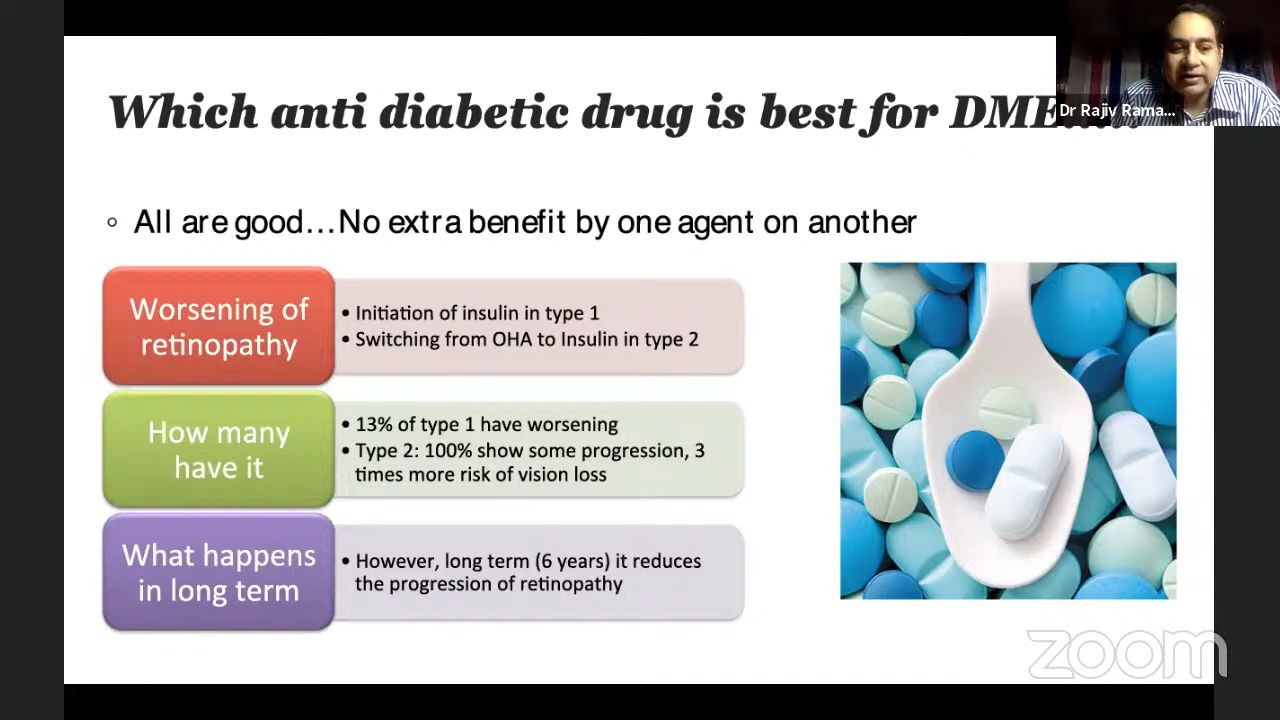 Which anti diabetic drug is best for DME....
Dr Rajiv Rama...
◦ All are good...No extra benefit by one agent on another
Worsening of
retinopathy
• Initiation of insulin in type 1
• Switching from OHA to Insulin in type 2
How many
have it
• 13% of type 1 have worsening
• Type 2: 100% show some progression, 3
times more risk of vision loss
What happens
in long term
• However, long term (6 years) it reduces
the progression of retinopathy
zoom